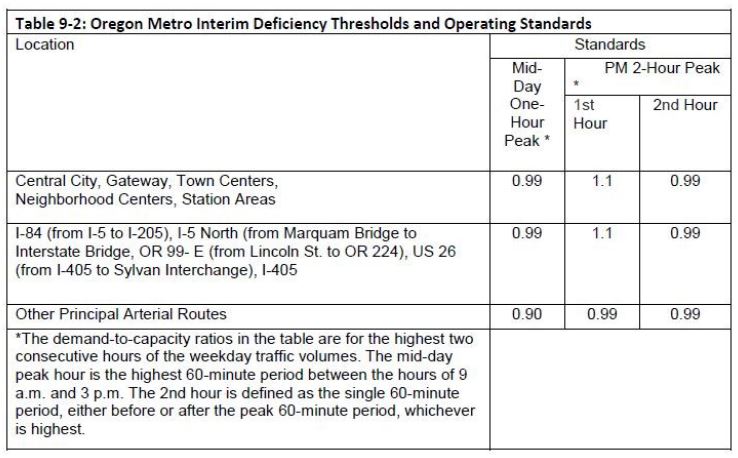 Table 9-2: Oregon Metro Interim Deficiency Thresholds and Operating Standards
Location
Standards
Mid-
Day
One-
Hour
Peak *
PM 2-Hour Peak
*
1st
Hour
2nd Hour
Central City, Gateway, Town Centers,
Neighborhood Centers, Station Areas
0.99
1.1
0.99
I-84 (from I-5 to I-205), I-5 North (from Marquam Bridge to
Interstate Bridge, OR 99- E (from Lincoln St. to OR 224), US 26
(from I-405 to Sylvan Interchange), I-405
0.99
1.1
0.99
Other Principal Arterial Routes
0.90
0.99
0.99
*The demand-to-capacity ratios in the table are for the highest two
consecutive hours of the weekday traffic volumes. The mid-day
peak hour is the highest 60-minute period between the hours of 9
a.m. and 3 p.m. The 2nd hour is defined as the single 60-minute
period, either before or after the peak 60-minute period, whichever
is highest.